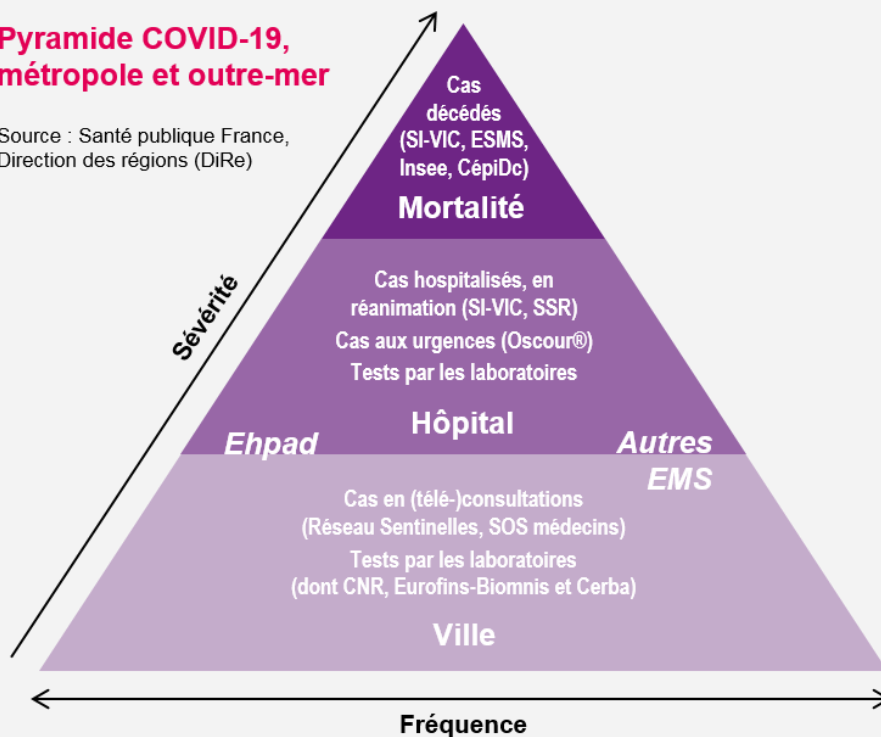 Pyramide COVID-19,
métropole et outre-mer
Source : Santé publique France,
Direction des régions (DiRe)
Sévérité
Cas
décédés
(SI-VIC, ESMS,
Insee, CépiDc)
Mortalité
Cas hospitalisés, en
réanimation (SI-VIC, SSR)
Cas aux urgences (Oscour®)
Tests par les laboratoires
Hôpital
Ehpad
Autres
EMS
Cas en (télé-)consultations
(Réseau Sentinelles, SOS médecins)
Tests par les laboratoires
(dont CNR, Eurofins-Biomnis et Cerba)
Ville
Fréquence